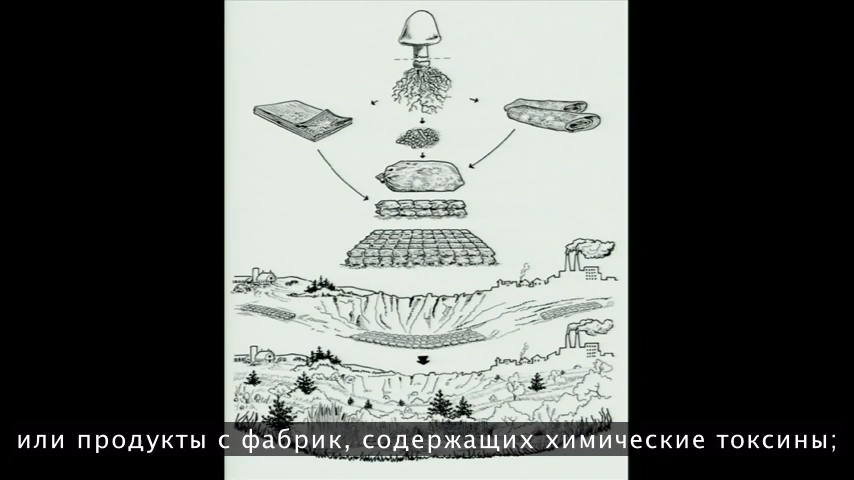 или продукты с фабрик, содержащих химические токсины;